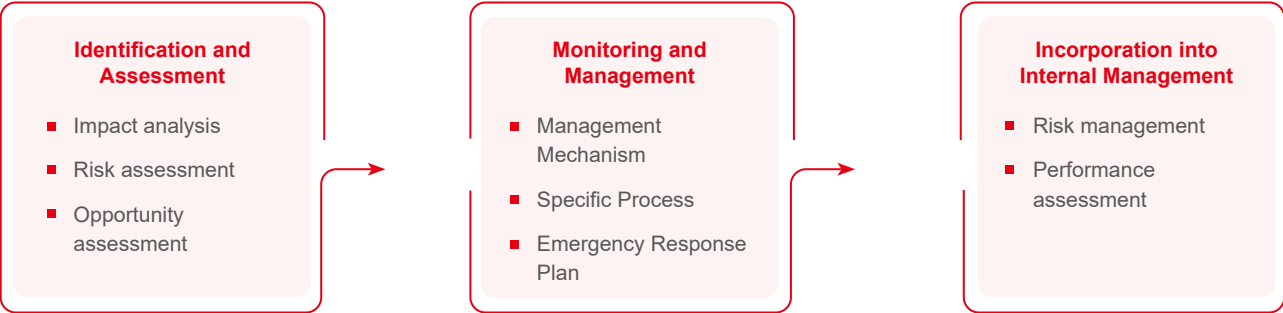 Identification and
Assessment
Impact analysis
Risk assessment
Opportunity
assessment
Monitoring and
Management
Management
Mechanism
Specific Process
Emergency Response
Plan
Incorporation into
Internal Management
Risk management
Performance
assessment